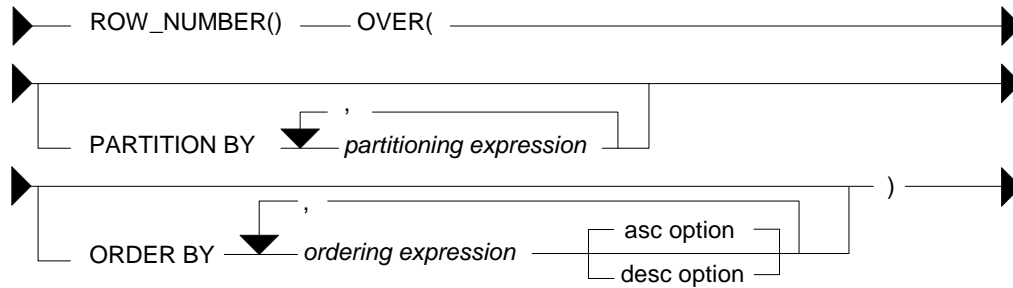 ROW_NUMBER() OVER(
,
PARTITION BY partitioning expression
)
,
asc option
ORDER BY ordering expression
desc option